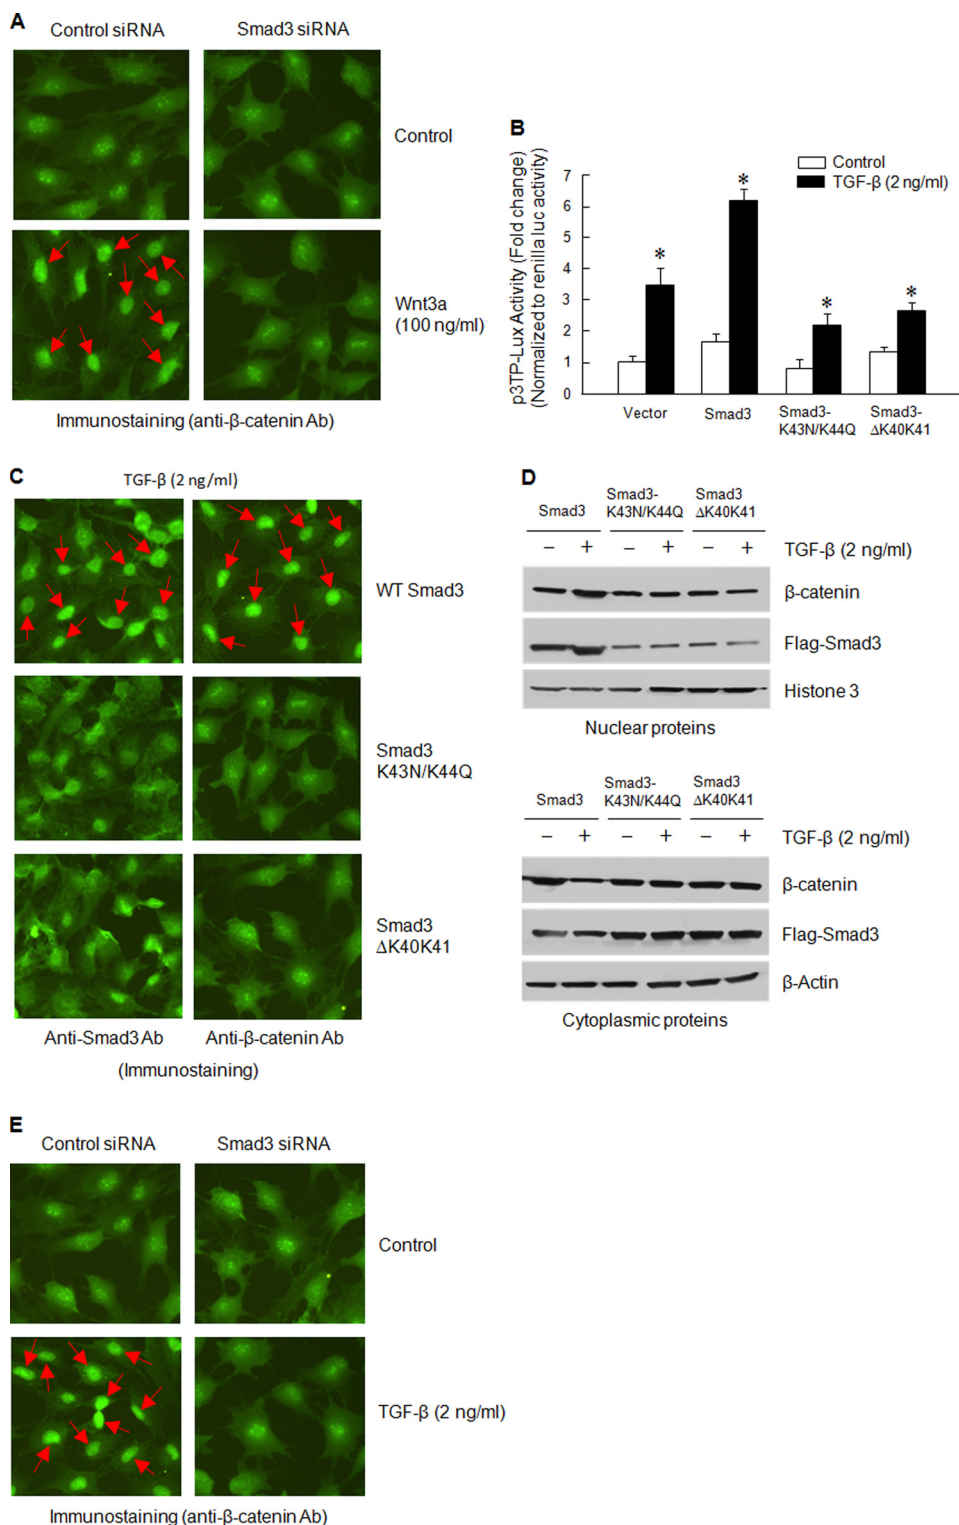 A
Control siRNA
Smad3 siRNA
Control
Wnt3a
(100 ng/ml)
Immunostaining (anti-β-catenin Ab)
B
p3TP-Lux Activity (Fold change)
(Normalized to renilla luc activity)
7
6
5
4
3
2
1
0
Control
TGF-β (2 ng/ml)
*
*
*
*
Vector
Smad3
Smad3-
K43N/K44Q
Smad3-
ΔK40K41
C
TGF-β (2 ng/ml)
WT Smad3
Smad3
K43N/K44Q
Smad3
ΔK40K41
Anti-Smad3 Ab
Anti-β-catenin Ab
(Immunostaining)
D
Smad3
Smad3-
K43N/K44Q
Smad3
ΔK40K41
– + – + – + TGF-β (2 ng/ml)
β-catenin
Flag-Smad3
Histone 3
Nuclear proteins
Smad3
Smad3-
K43N/K44Q
Smad3
ΔK40K41
– + – + – + TGF-β (2 ng/ml)
β-catenin
Flag-Smad3
β-Actin
Cytoplasmic proteins
E
Control siRNA
Smad3 siRNA
Control
TGF-β (2 ng/ml)
Immunostaining (anti-β-catenin Ab)